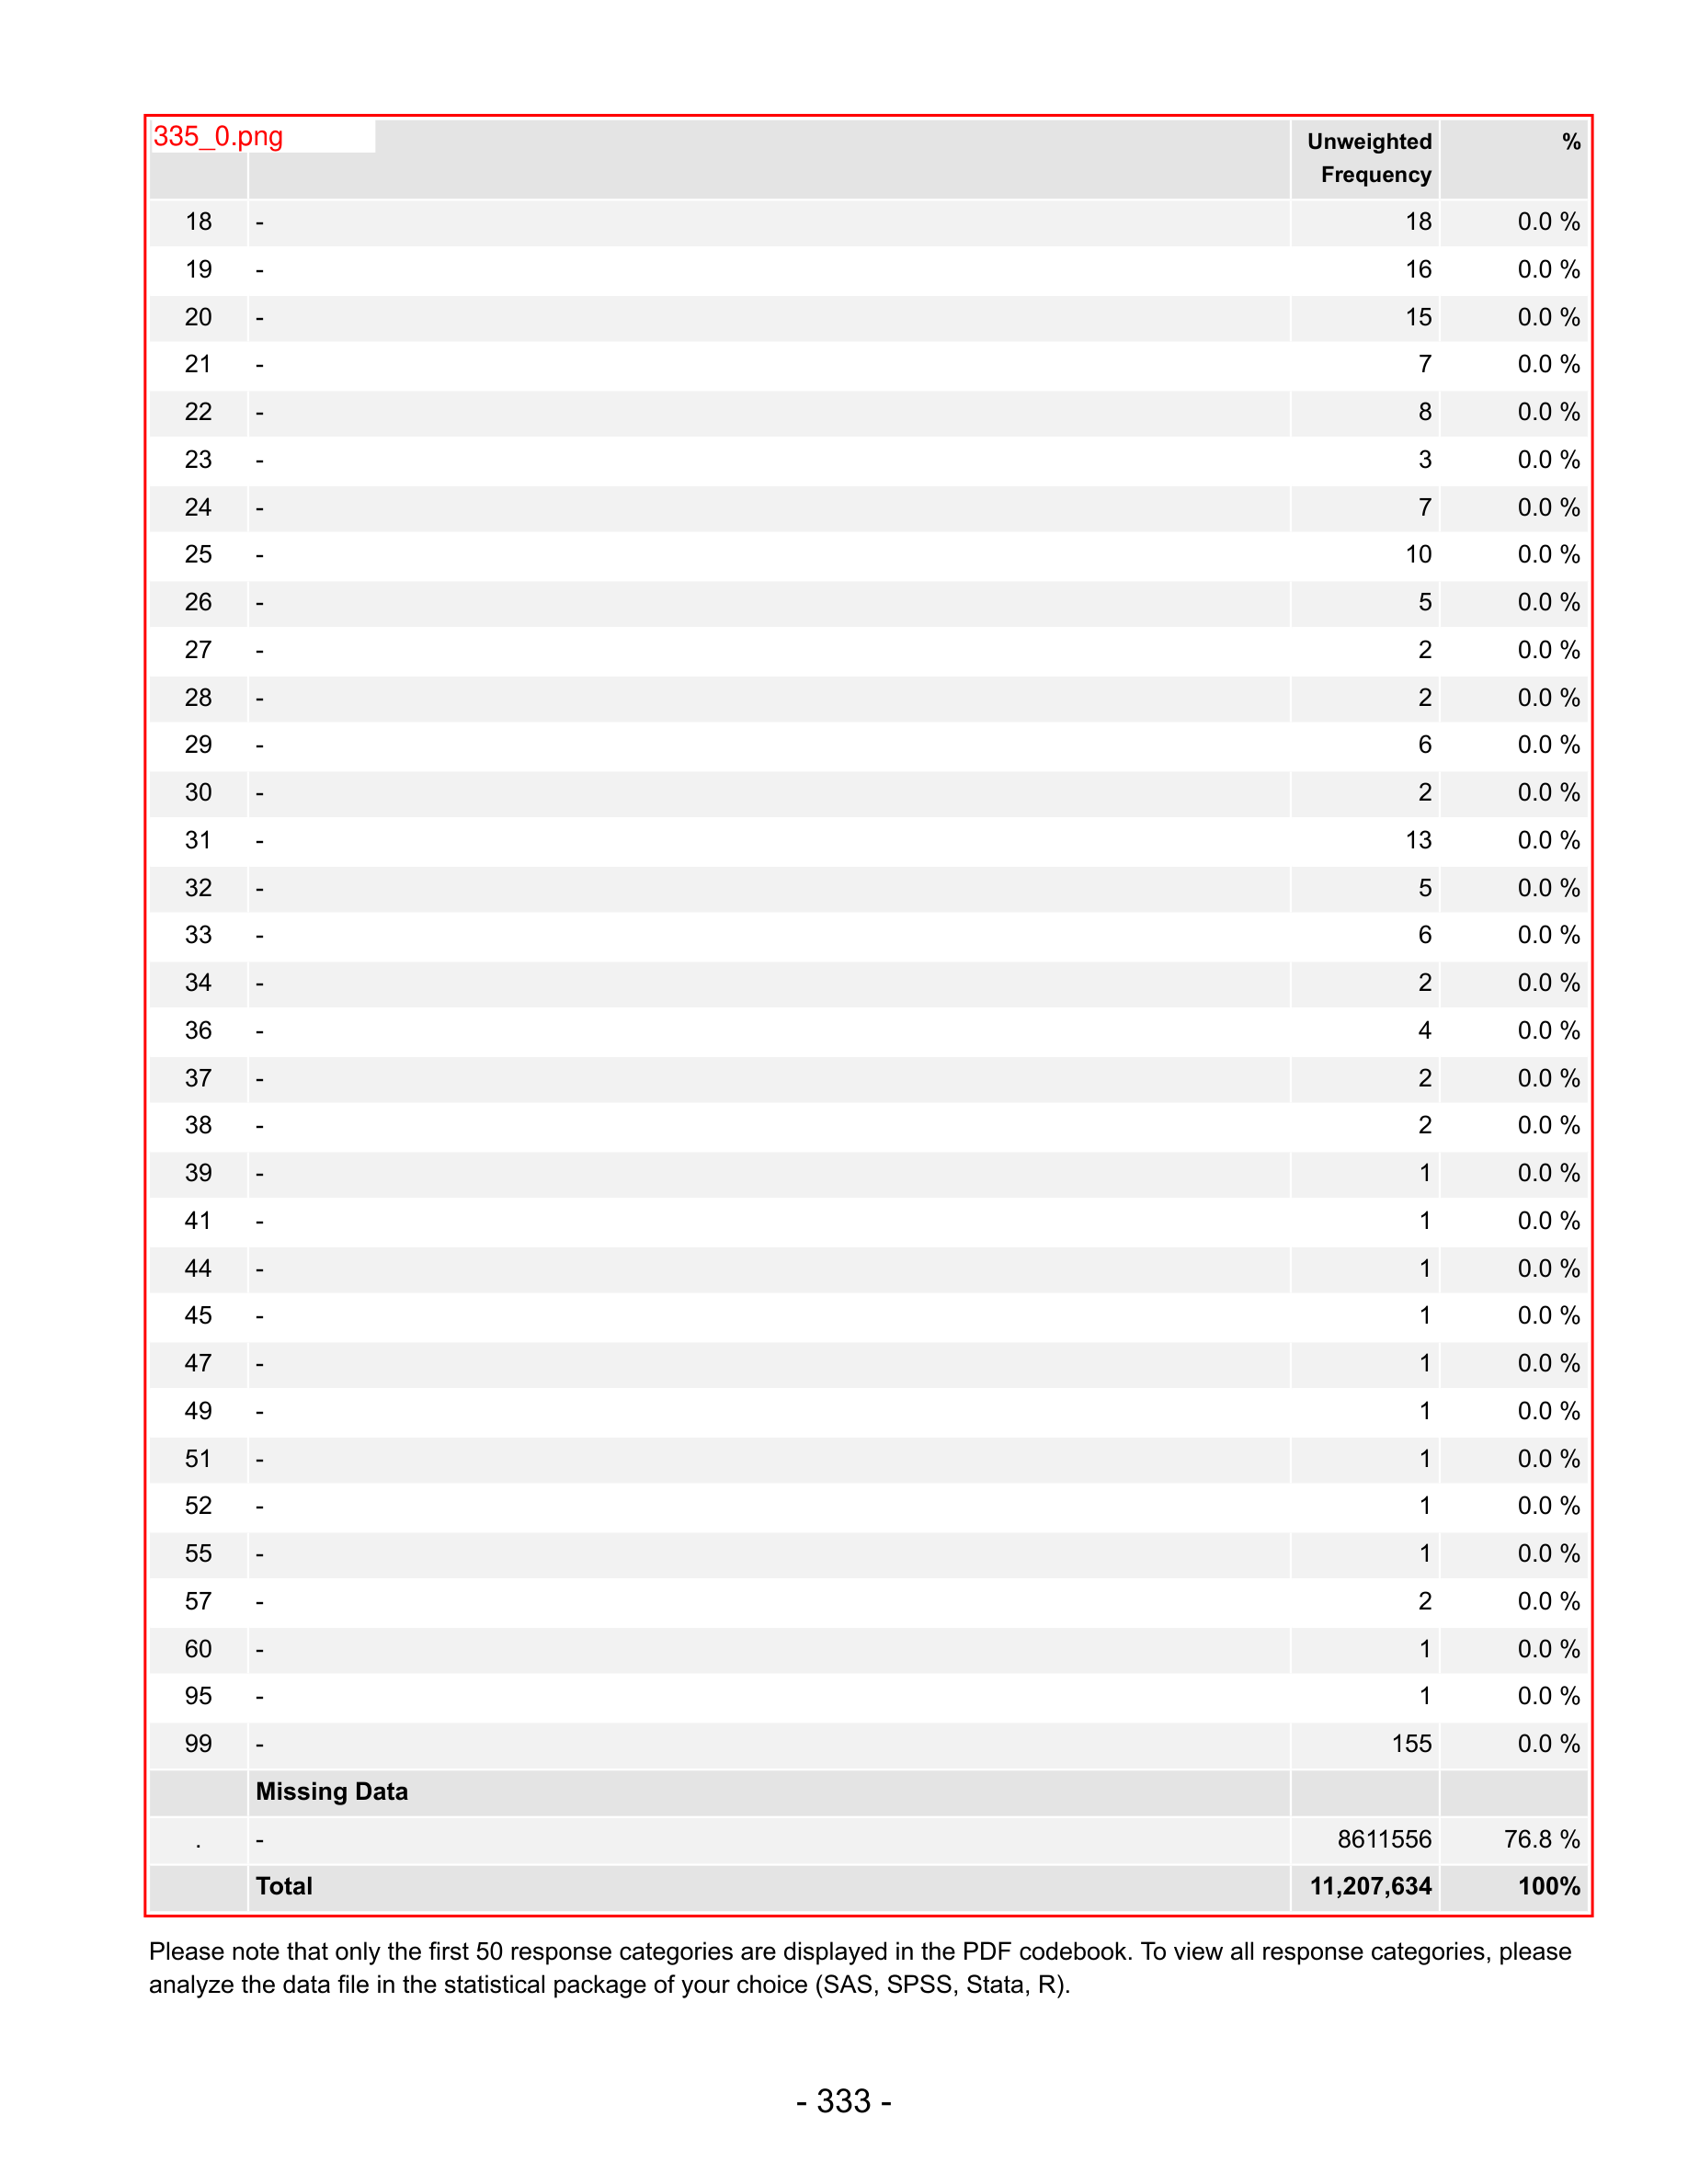 335_0.png
Unweighted Frequency %
18 - 18 0.0 %
19 - 16 0.0 %
20 - 15 0.0 %
21 - 7 0.0 %
22 - 8 0.0 %
23 - 3 0.0 %
24 - 7 0.0 %
25 - 10 0.0 %
26 - 5 0.0 %
27 - 2 0.0 %
28 - 2 0.0 %
29 - 6 0.0 %
30 - 2 0.0 %
31 - 13 0.0 %
32 - 5 0.0 %
33 - 6 0.0 %
34 - 2 0.0 %
36 - 4 0.0 %
37 - 2 0.0 %
38 - 2 0.0 %
39 - 1 0.0 %
41 - 1 0.0 %
44 - 1 0.0 %
45 - 1 0.0 %
47 - 1 0.0 %
49 - 1 0.0 %
51 - 1 0.0 %
52 - 1 0.0 %
55 - 1 0.0 %
57 - 2 0.0 %
60 - 1 0.0 %
95 - 1 0.0 %
99 - 155 0.0 %
Missing Data
. - 8611556 76.8 %
Total 11,207,634 100%
Please note that only the first 50 response categories are displayed in the PDF codebook. To view all response categories, please
analyze the data file in the statistical package of your choice (SAS, SPSS, Stata, R).
- 333 -